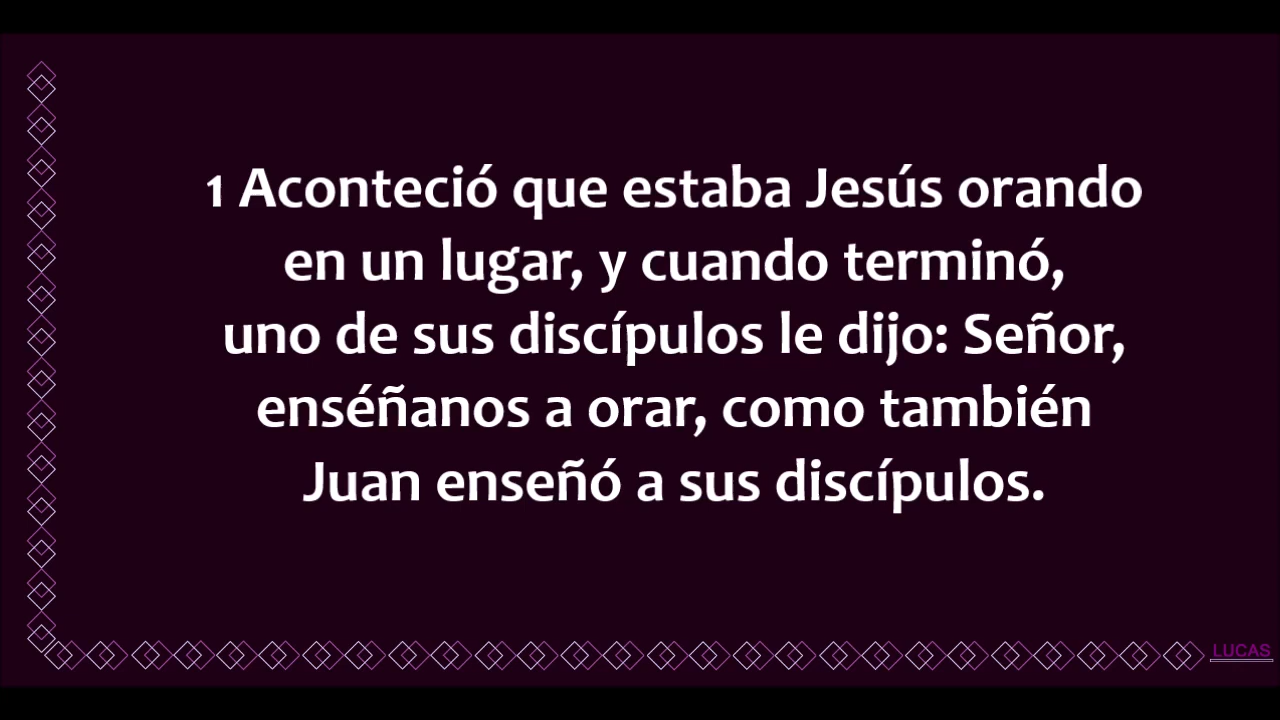 1 Aconteció que estaba Jesús orando
en un lugar, y cuando terminó,
uno de sus discípulos le dijo: Señor,
enséñanos a orar, como también
Juan enseñó a sus discípulos.
LUCAS